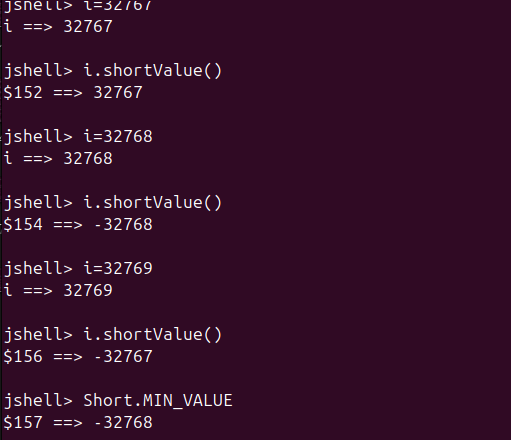 jshell> i=32767
i ==> 32767
jshell> i.shortValue()
$152 ==> 32767
jshell> i=32768
i ==> 32768
jshell> i.shortValue()
$154 ==> -32768
jshell> i=32769
i ==> 32769
jshell> i.shortValue()
$156 ==> -32767
jshell> Short.MIN_VALUE
$157 ==> -32768